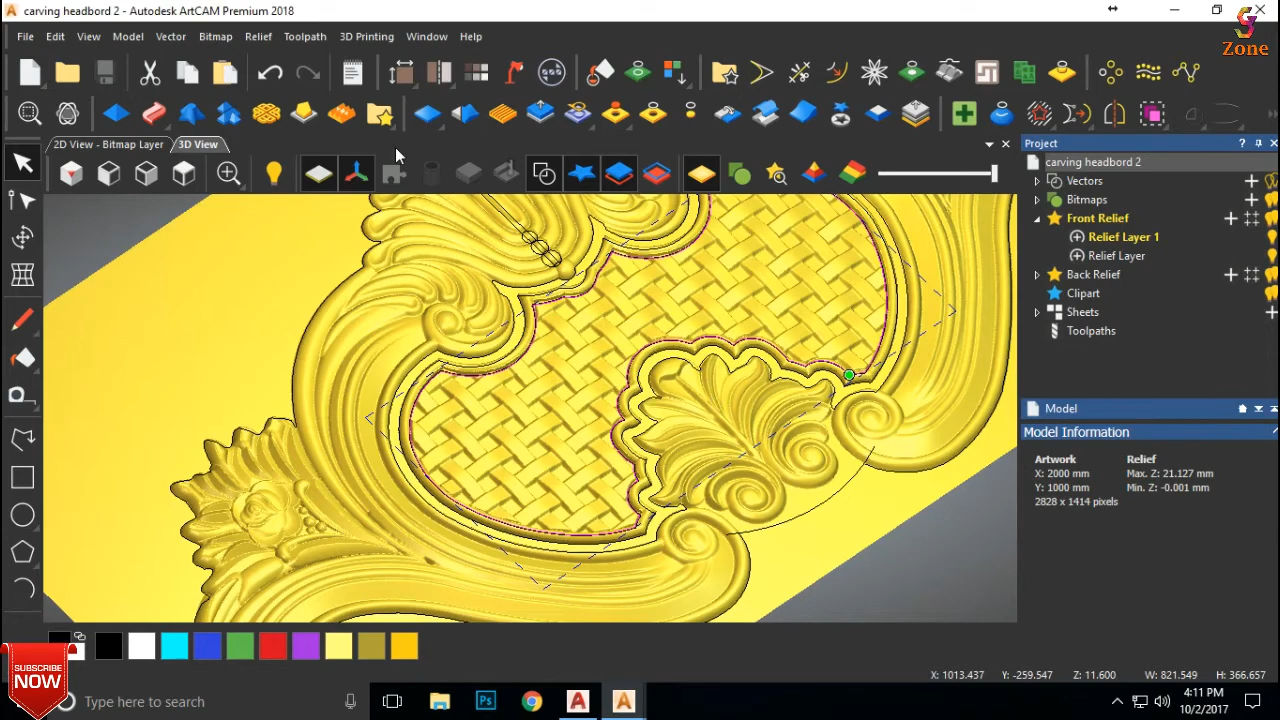 carving headbord 2 - Autodesk ArtCAM Premium 2018
Zone
File Edit View Model Vector Bitmap Relief Toolpath 3D Printing Window Help
2D View - Bitmap Layer 3D View
Project
carving headbord 2
Vectors
Bitmaps
Front Relief
Relief Layer 1
Relief Layer
Back Relief
Clipart
Sheets
Toolpaths
Model
Model Information
Artwork Relief
X: 2000 mm Max. Z: 21.127 mm
Y: 1000 mm Min. Z: -0.001 mm
2828 x 1414 pixels
X: 1013.437 Y: -259.547 Z: 11.600 W: 821.549 H: 366.657
SUBSCRIBE
NOW
Type here to search
Ps
4:11 PM
10/2/2017